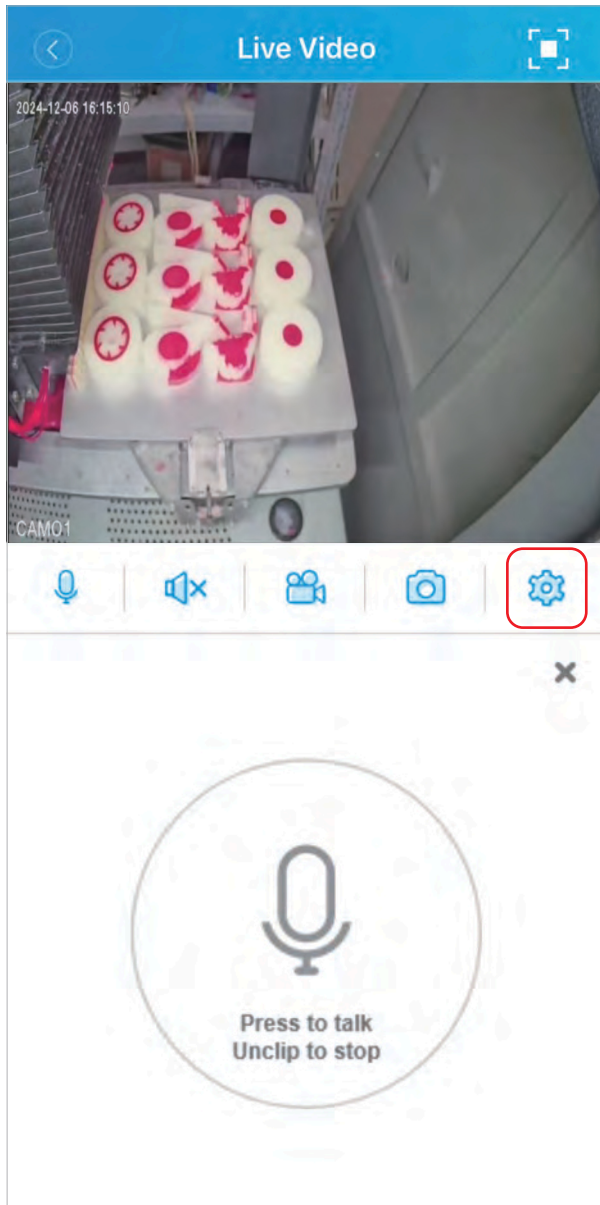 Live Video
2024-12-06 16:15:10
CAM01
Press to talk
Unclip to stop